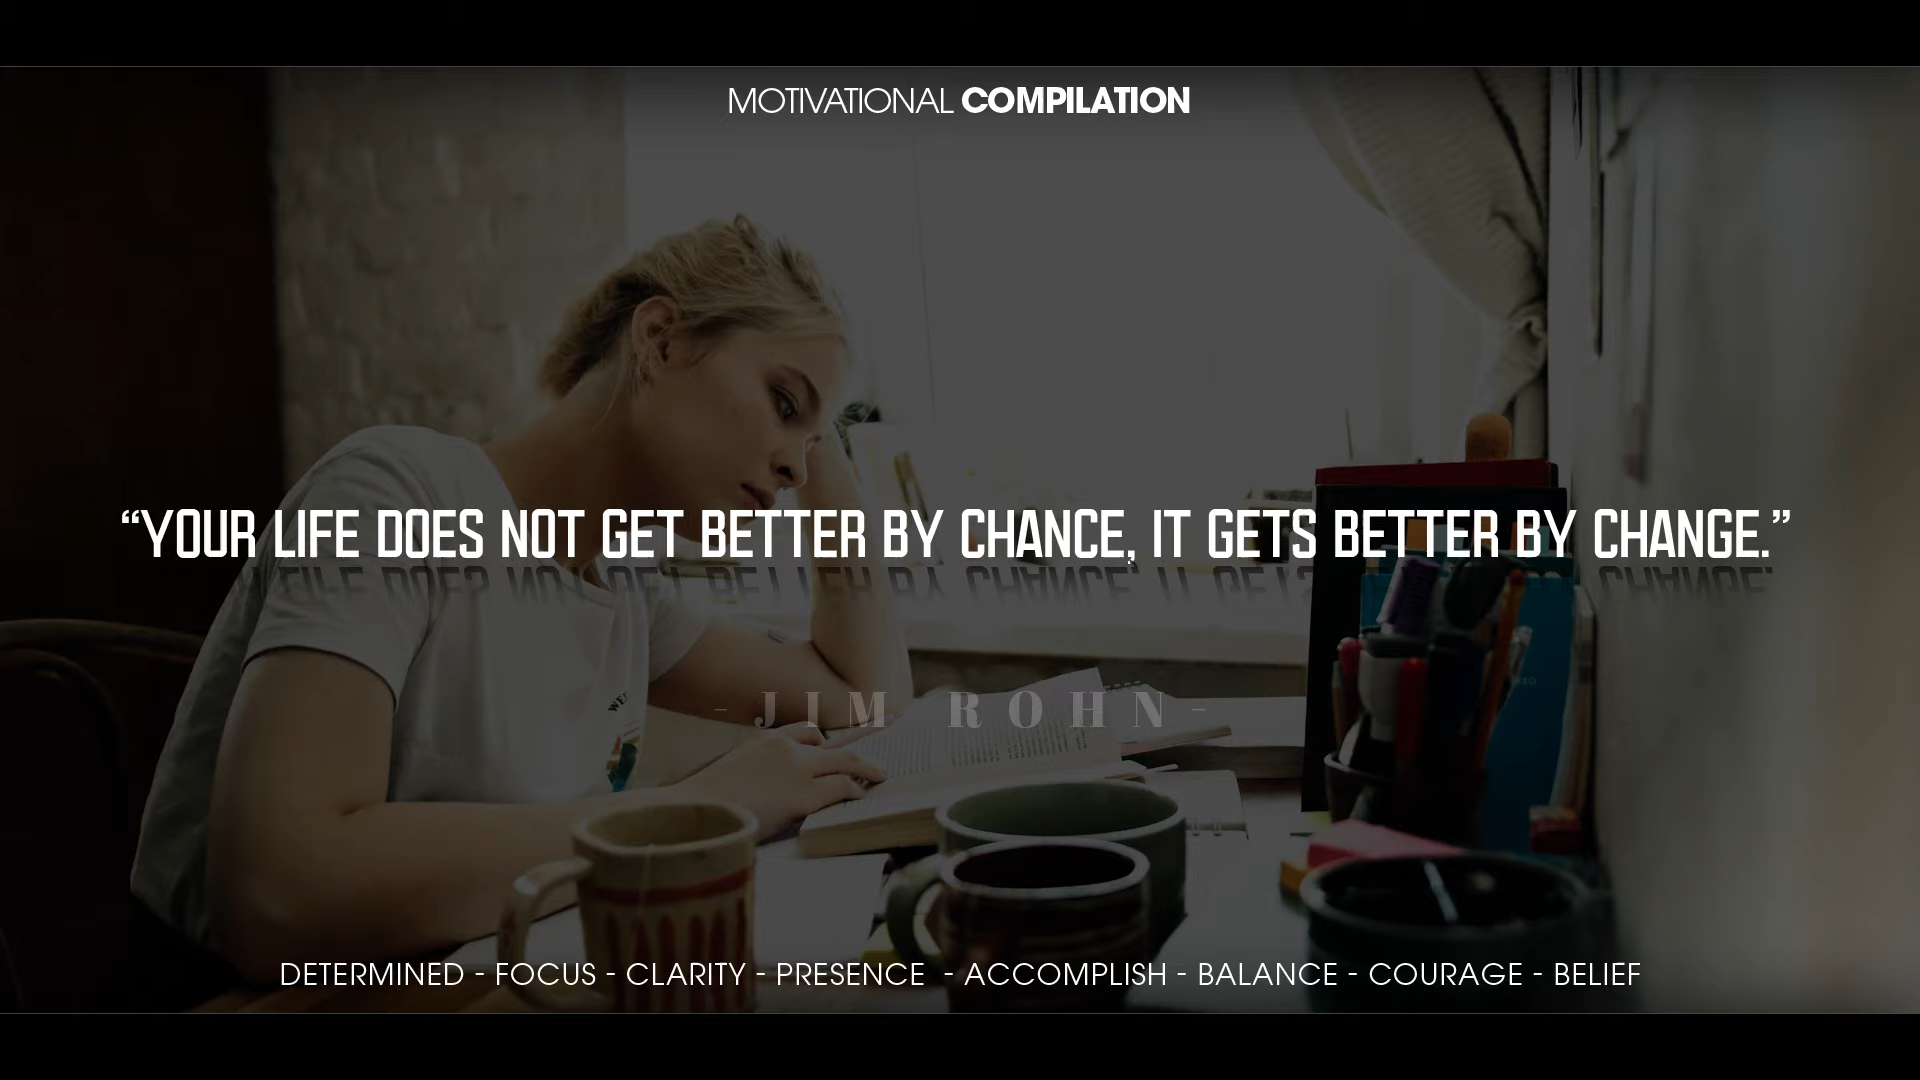 MOTIVATIONAL COMPILATION
“YOUR LIFE DOES NOT GET BETTER BY CHANCE, IT GETS BETTER BY CHANGE.”
- JIM ROHN -
DETERMINED - FOCUS - CLARITY - PRESENCE - ACCOMPLISH - BALANCE - COURAGE - BELIEF